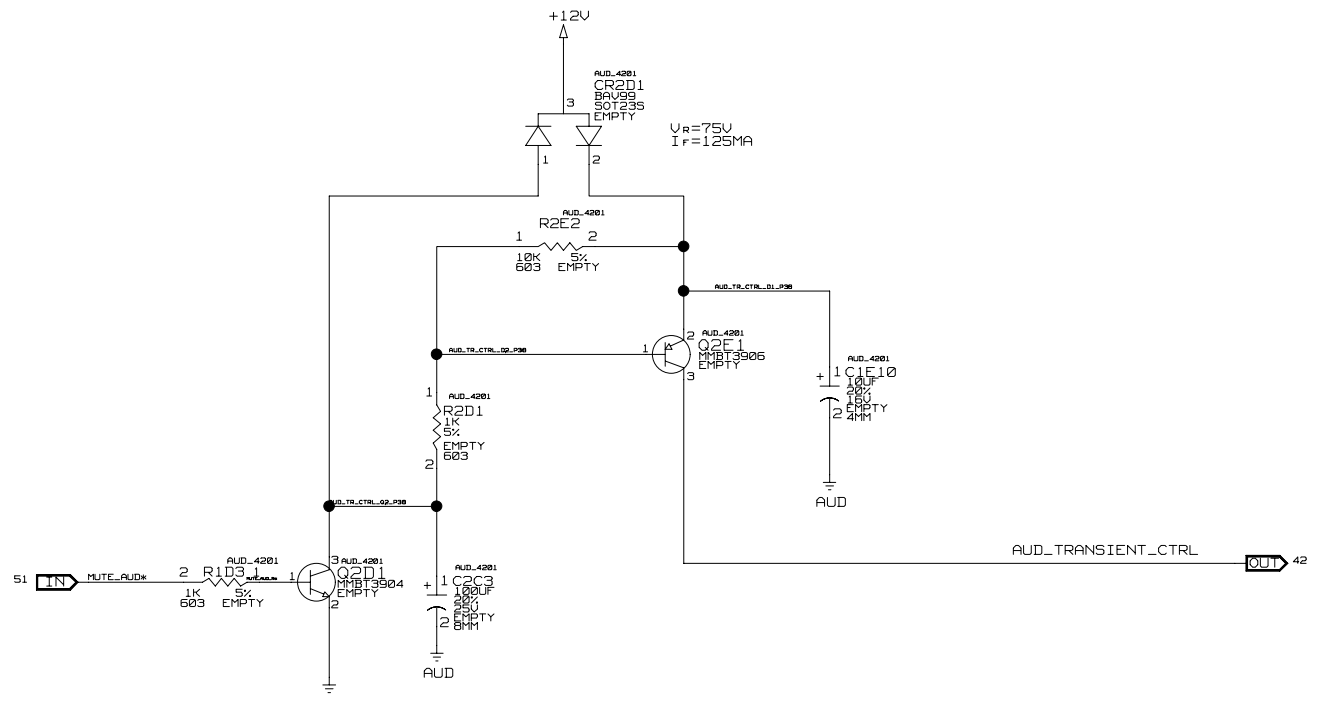 +12V
AUD_4201
CR2D1
BAV99
SOT23S
EMPTY
3
1
2
VR=75V
IF=125MA
AUD_4201
R2E2
1
2
10K
5%
603
EMPTY
AUD_TR_CTRL_D1_P38
AUD_TR_CTRL_D2_P38
1
2
3
AUD_4201
Q2E1
MMBT3906
EMPTY
AUD_4201
+
1
C1E10
10UF
20%
16V
EMPTY
4MM
2
AUD
1
AUD_4201
R2D1
1K
5%
EMPTY
603
2
AUD_TR_CTRL_Q2_P38
AUD_TRANSIENT_CTRL
OUT
42
51
IN
MUTE_AUD*
AUD_4201
2
R1D3
1
1K
5%
603
EMPTY
1
3
AUD_4201
Q2D1
MMBT3904
EMPTY
2
AUD_4201
+
1
C2C3
100UF
20%
25V
EMPTY
8MM
2
AUD